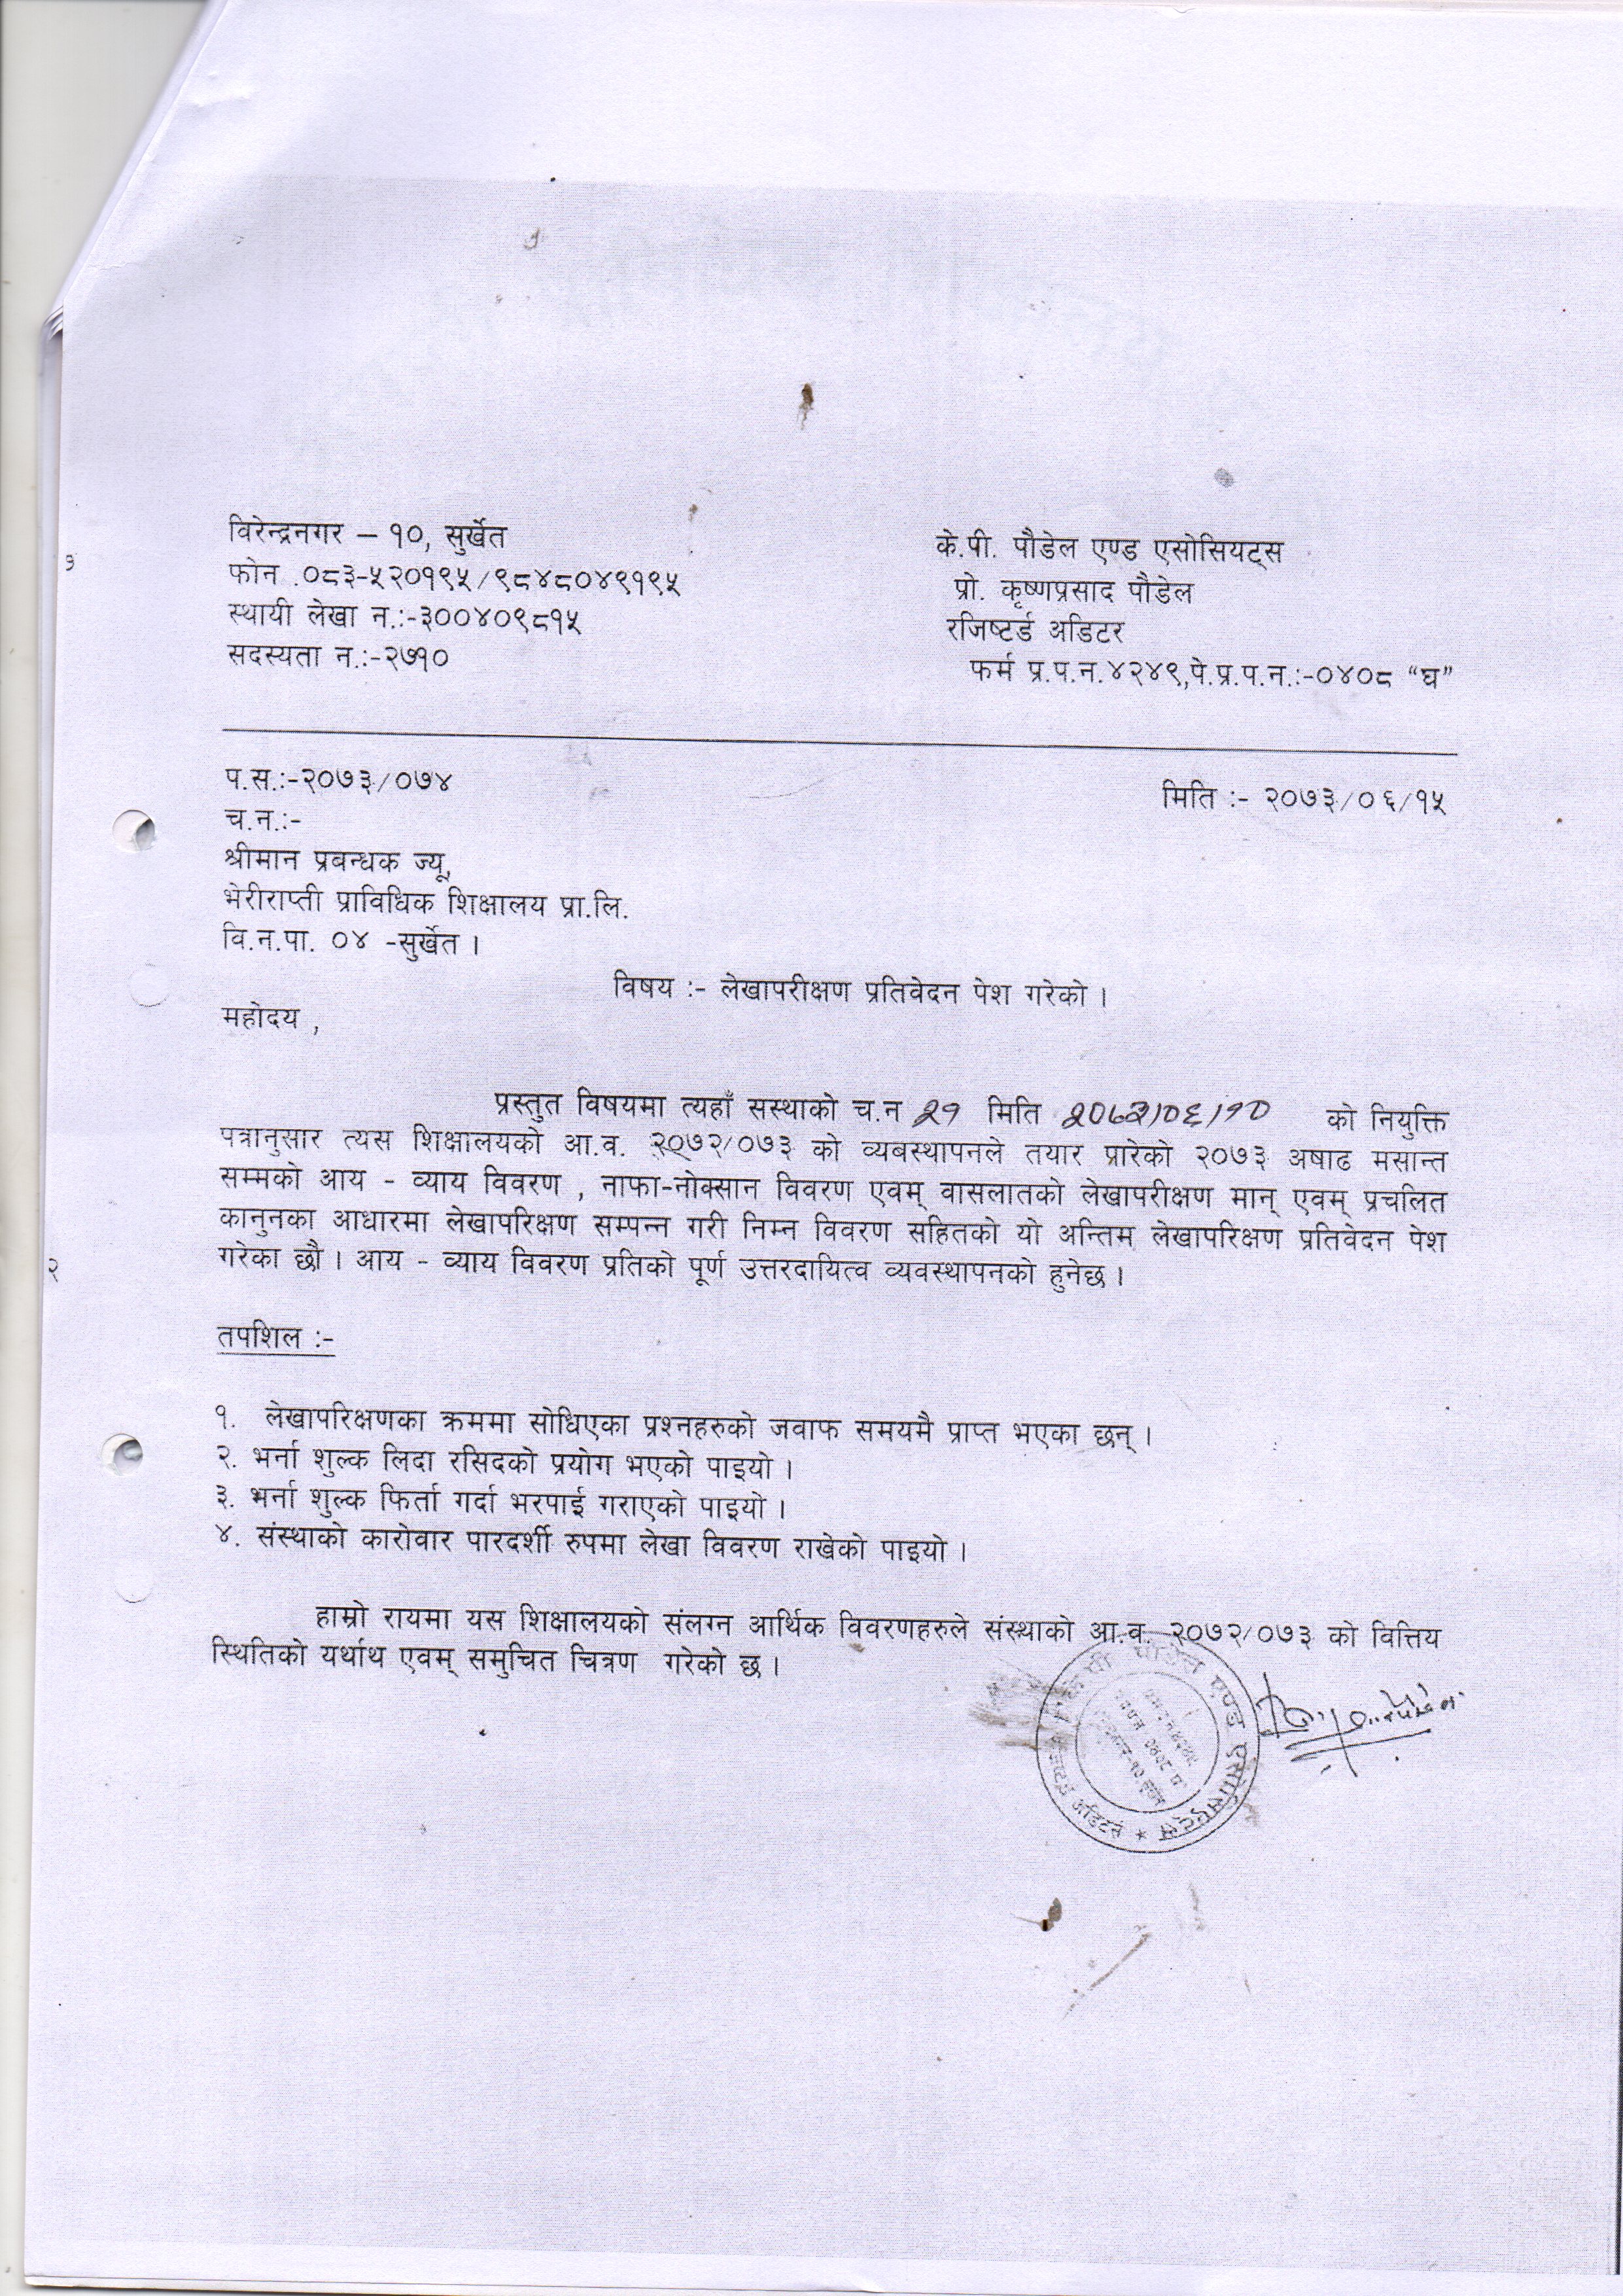 विरेन्द्रनगर – १०, सुर्खेत
फोन .०८३-५२०१९५/९८४८०४९१९५
स्थायी लेखा न.:-३००४०९८१५
सदस्यता न.:-२७१०
के.पी. पौडेल एण्ड एसोसियट्स
प्रो. कृष्णप्रसाद पौडेल
रजिष्टर्ड अडिटर
फर्म प्र.प.न.४२४९,पे.प्र.प.न.:-०४०८ “घ”
प.स.:-२०७३/०७४
मिति :- २०७३/०६/१५
च.न.:-
श्रीमान प्रबन्धक ज्यू,
भेरीराप्ती प्राविधिक शिक्षालय प्रा.लि.
वि.न.पा. ०४ -सुर्खेत ।
विषय :- लेखापरीक्षण प्रतिवेदन पेश गरेको ।
महोदय ,
प्रस्तुत विषयमा त्यहाँ सस्थाको च.न २१ मिति २०७३/०६/१० को नियुक्ति
पत्रानुसार त्यस शिक्षालयको आ.व. २०७२/०७३ को व्यबस्थापनले तयार प्रारेको २०७३ अषाढ मसान्त
सम्मको आय - व्याय विवरण , नाफा-नोक्सान विवरण एवम् वासलातको लेखापरीक्षण मान् एवम् प्रचलित
कानुनका आधारमा लेखापरिक्षण सम्पन्न गरी निम्न विवरण सहितको यो अन्तिम लेखापरिक्षण प्रतिवेदन पेश
गरेका छौ । आय - व्याय विवरण प्रतिको पूर्ण उत्तरदायित्व व्यवस्थापनको हुनेछ ।
तपशिल :-
१. लेखापरिक्षणका क्रममा सोधिएका प्रश्नहरुको जवाफ समयमै प्राप्त भएका छन् ।
२. भर्ना शुल्क लिदा रसिदको प्रयोग भएको पाइयो ।
३. भर्ना शुल्क फिर्ता गर्दा भरपाई गराएको पाइयो ।
४. संस्थाको कारोवार पारदर्शी रुपमा लेखा विवरण राखेको पाइयो ।
हाम्रो रायमा यस शिक्षालयको संलग्न आर्थिक विवरणहरुले संस्थाको आ.व. २०७२/०७३ को वित्तिय
स्थितिको यर्थाथ एवम् समुचित चित्रण गरेको छ ।
पौडेल एण्ड एसोसिएट्स